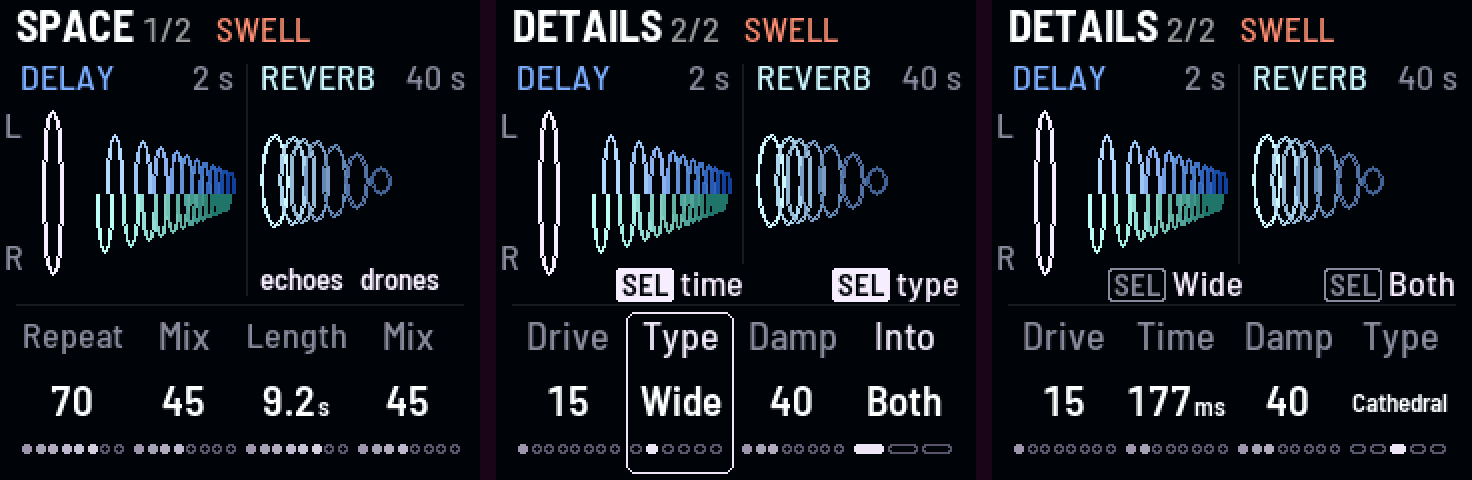 SPACE 1/2 SWELL
DELAY 2 s REVERB 40 s
L
R
echoes drones
Repeat Mix Length Mix
70 45 9.2s 45
DETAILS 2/2 SWELL
DELAY 2 s REVERB 40 s
L
R
SEL time SEL type
Drive Type Damp Into
15 Wide 40 Both
DETAILS 2/2 SWELL
DELAY 2 s REVERB 40 s
L
R
SEL Wide SEL Both
Drive Time Damp Type
15 177ms 40 Cathedral